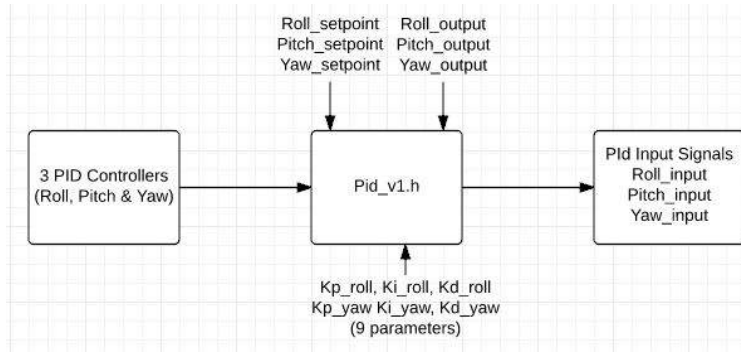 Roll_setpoint
Pitch_setpoint
Yaw_setpoint
Roll_output
Pitch_output
Yaw_output
3 PID Controllers
(Roll, Pitch & Yaw)
Pid_v1.h
PId Input Signals
Roll_input
Pitch_input
Yaw_input
Kp_roll, Ki_roll, Kd_roll
Kp_yaw Ki_yaw, Kd_yaw
(9 parameters)